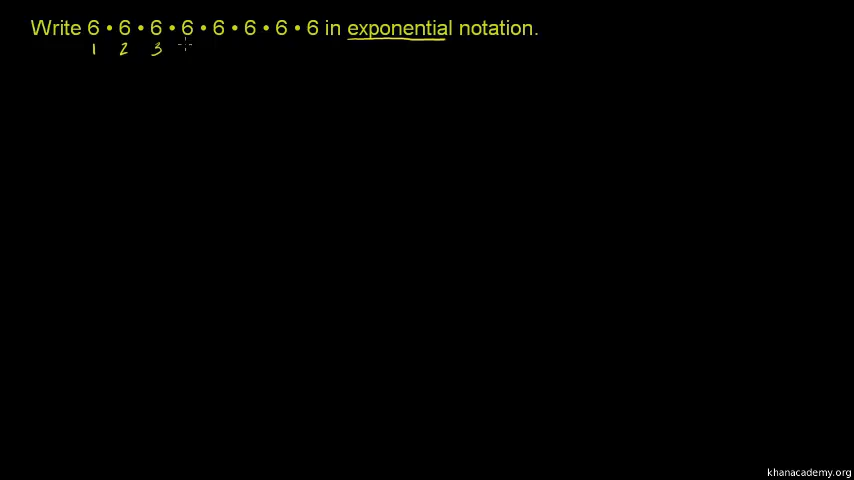 Write 6 • 6 • 6 • 6 • 6 • 6 • 6 • 6 in exponential notation.
1 2 3
khanacademy.org